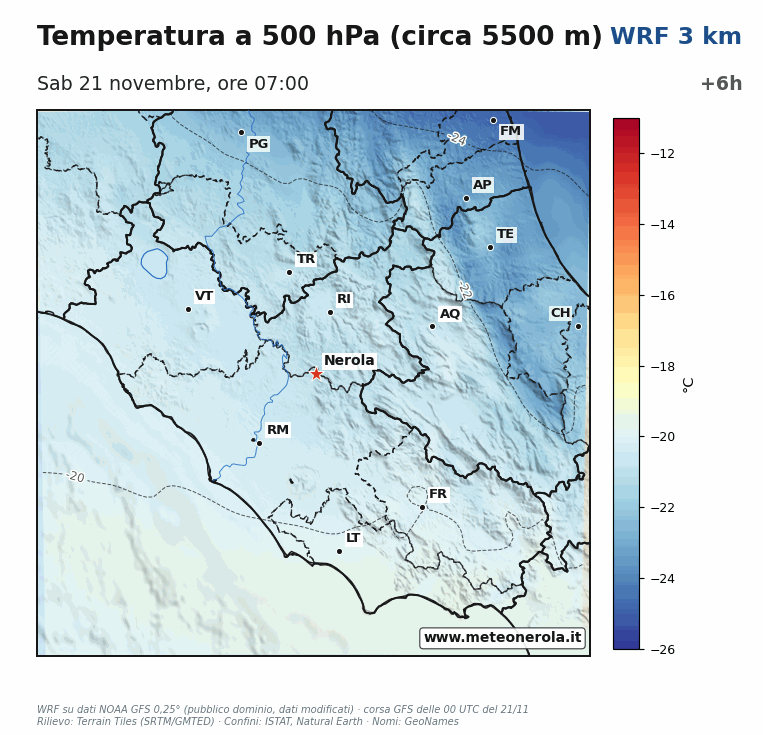 Temperatura a 500 hPa (circa 5500 m) WRF 3 km
Sab 21 novembre, ore 07:00 +6h
PG
FM
-24
AP
TE
TR
-22
VT
RI
AQ
CH
Nerola
RM
-20
FR
LT
www.meteonerola.it
−12
−14
−16
−18
−20
−22
−24
−26
°C
WRF su dati NOAA GFS 0,25° (pubblico dominio, dati modificati) · corsa GFS delle 00 UTC del 21/11
Rilievo: Terrain Tiles (SRTM/GMTED) · Confini: ISTAT, Natural Earth · Nomi: GeoNames